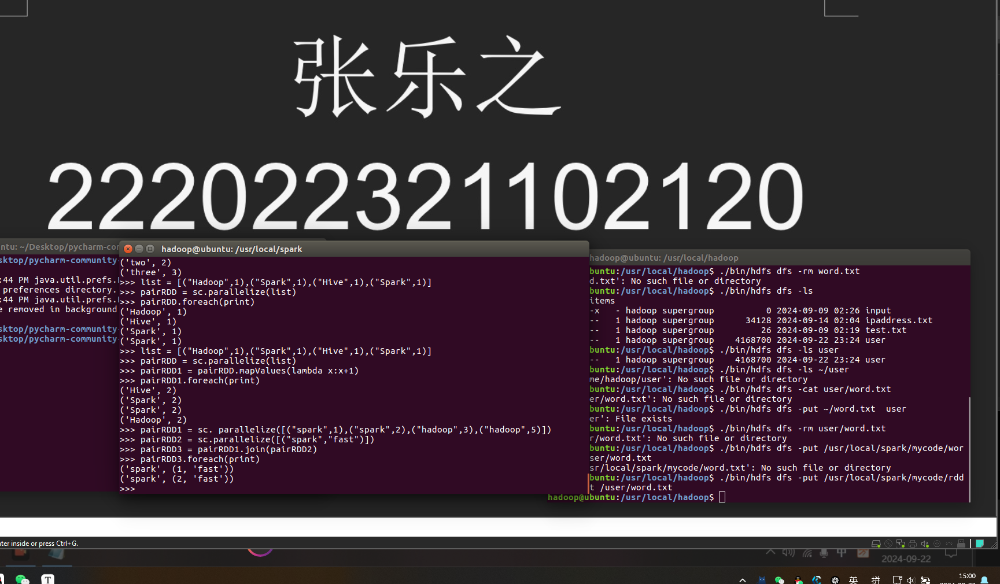 张乐之
222022321102120
ntu: ~/Desktop/pycharm-co
sktop/pycharm-community
:44 PM java.util.prefs.
preferences directory.
:44 PM java.util.prefs.
e removed in background
sktop/pycharm-community
sktop/pycharm-community
hadoop@ubuntu: /usr/local/spark
('two', 2)
('three', 3)
>>> list = [("Hadoop",1),("Spark",1),("Hive",1),("Spark",1)]
>>> pairRDD = sc.parallelize(list)
>>> pairRDD.foreach(print)
('Hadoop', 1)
('Hive', 1)
('Spark', 1)
('Spark', 1)
>>> list = [("Hadoop",1),("Spark",1),("Hive",1),("Spark",1)]
>>> pairRDD = sc.parallelize(list)
>>> pairRDD1 = pairRDD.mapValues(lambda x:x+1)
>>> pairRDD1.foreach(print)
('Hive', 2)
('Spark', 2)
('Spark', 2)
('Hadoop', 2)
>>> pairRDD1 = sc. parallelize([("spark",1),("spark",2),("hadoop",3),("hadoop",5)])
>>> pairRDD2 = sc.parallelize([("spark","fast")])
>>> pairRDD3 = pairRDD1.join(pairRDD2)
>>> pairRDD3.foreach(print)
('spark', (1, 'fast'))
('spark', (2, 'fast'))
>>>
hadoop@ubuntu: /usr/local/hadoop
buntu:/usr/local/hadoop$ ./bin/hdfs dfs -rm word.txt
d.txt': No such file or directory
buntu:/usr/local/hadoop$ ./bin/hdfs dfs -ls
items
-x   - hadoop supergroup          0 2024-09-09 02:26 input
--   1 hadoop supergroup      34128 2024-09-14 02:04 ipaddress.txt
--   1 hadoop supergroup         26 2024-09-09 02:19 test.txt
--   1 hadoop supergroup    4168700 2024-09-22 23:24 user
buntu:/usr/local/hadoop$ ./bin/hdfs dfs -ls user
--   1 hadoop supergroup    4168700 2024-09-22 23:24 user
buntu:/usr/local/hadoop$ ./bin/hdfs dfs -ls ~/user
me/hadoop/user': No such file or directory
buntu:/usr/local/hadoop$ ./bin/hdfs dfs -cat user/word.txt
er/word.txt': No such file or directory
buntu:/usr/local/hadoop$ ./bin/hdfs dfs -put ~/word.txt  user
er': File exists
buntu:/usr/local/hadoop$ ./bin/hdfs dfs -rm user/word.txt
r/word.txt': No such file or directory
buntu:/usr/local/hadoop$ ./bin/hdfs dfs -put /usr/local/spark/mycode/wor
ser/word.txt
sr/local/spark/mycode/word.txt': No such file or directory
buntu:/usr/local/hadoop$ ./bin/hdfs dfs -put /usr/local/spark/mycode/rdd
t /user/word.txt
hadoop@ubuntu:/usr/local/hadoop$
nter inside or press Ctrl+G.
中
2024-09-22
T
英 拼
15:00